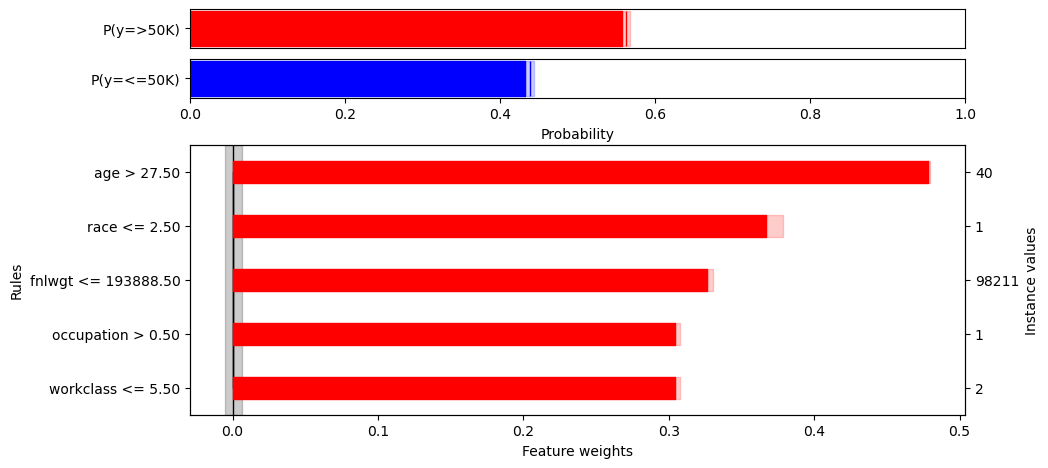 P(y=>50K)
P(y=<=50K)
0.0 0.2 0.4 0.6 0.8 1.0
Probability
age > 27.50 40
race <= 2.50 1
fnlwgt <= 193888.50 98211
occupation > 0.50 1
workclass <= 5.50 2
Rules
Instance values
0.0 0.1 0.2 0.3 0.4 0.5
Feature weights